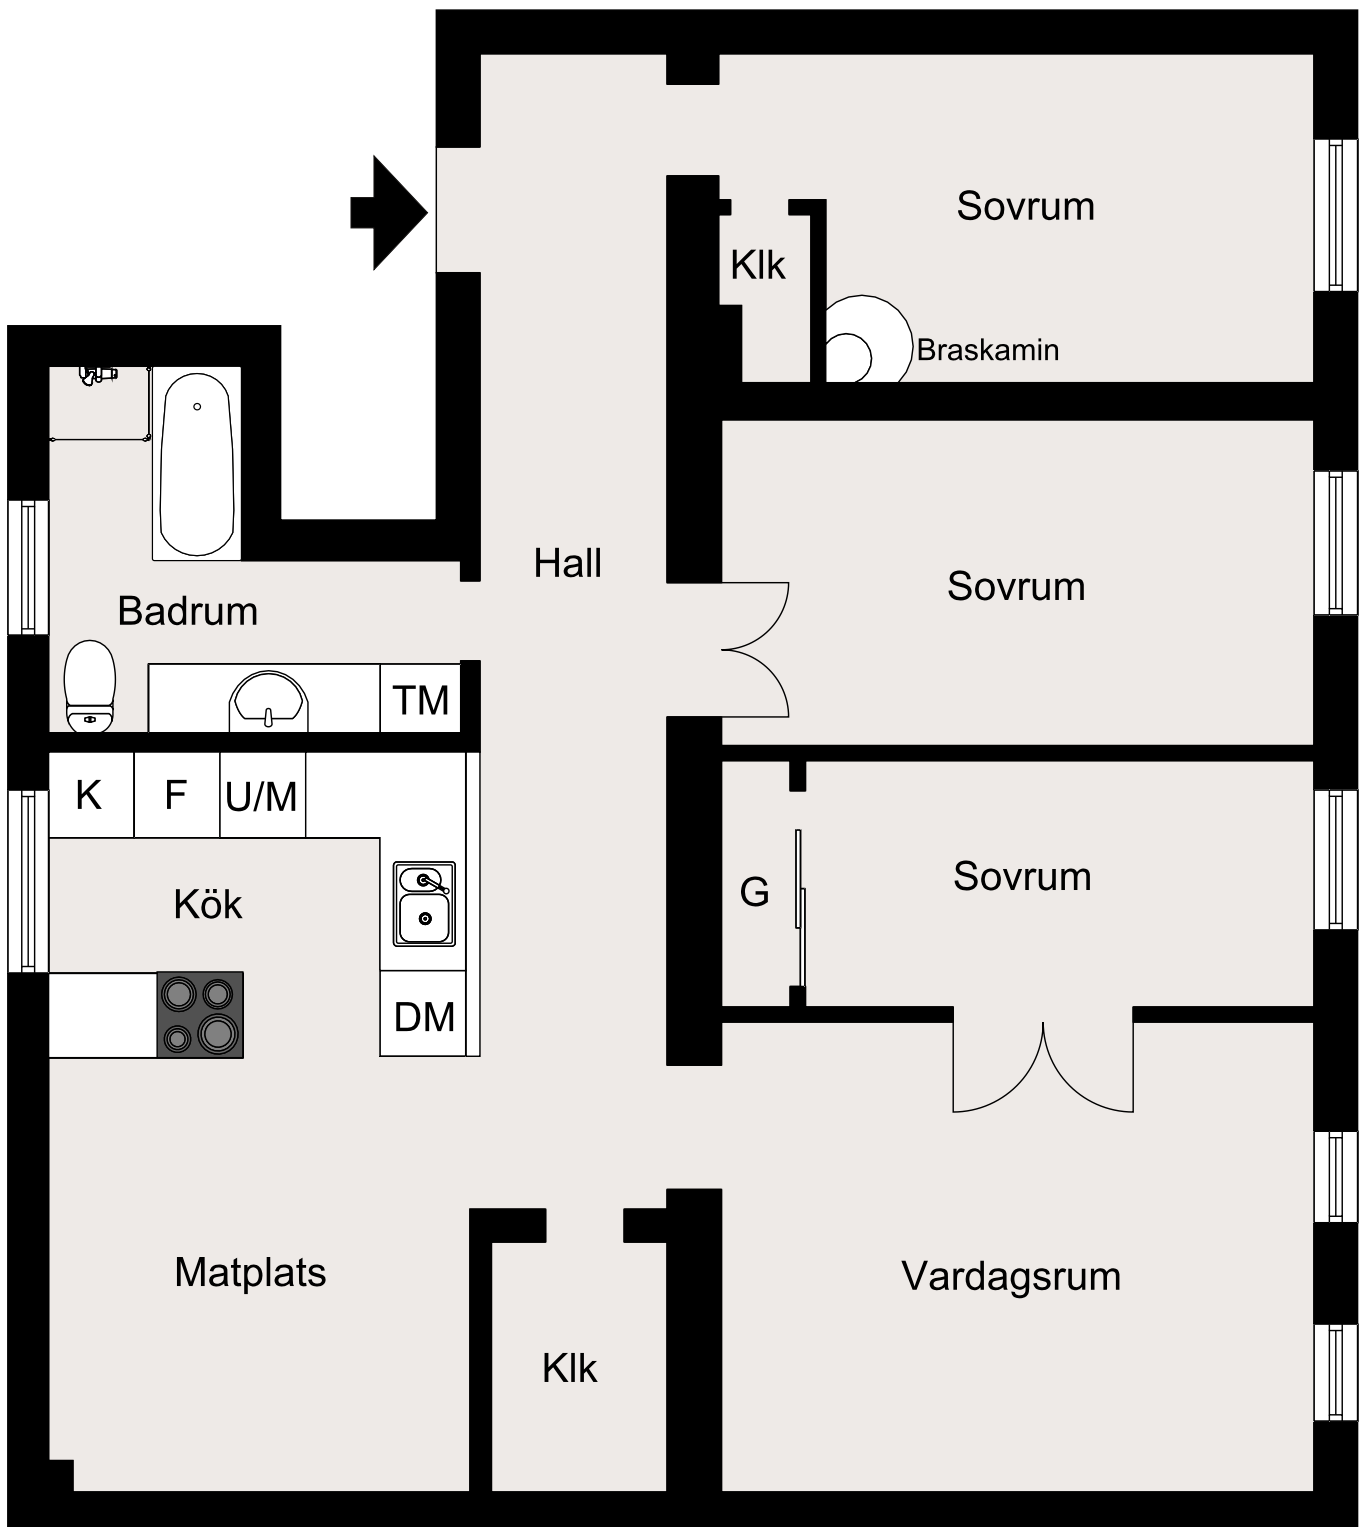 Sovrum
Klk
Braskamin
Hall
Sovrum
Badrum
TM
K
F
U/M
Kök
G
Sovrum
DM
Matplats
Vardagsrum
Klk